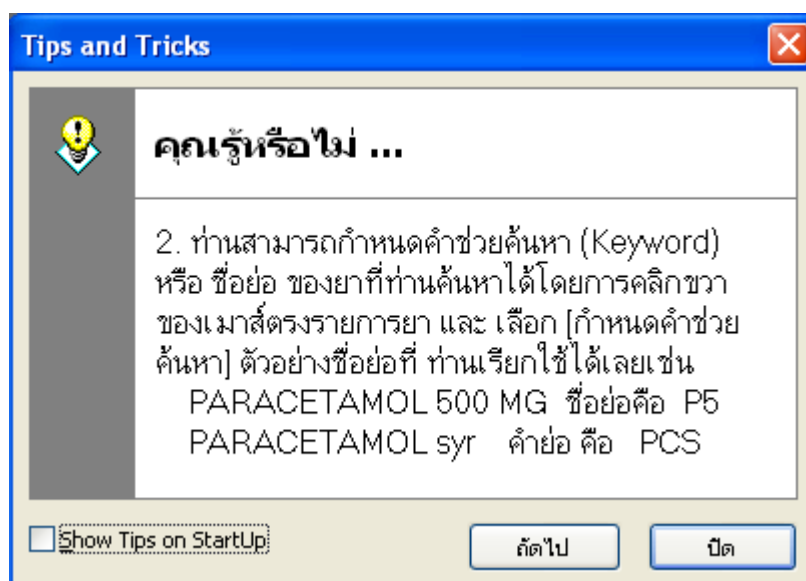 Tips and Tricks
คุณรู้หรือไม่ ...
2. ท่านสามารถกำหนดคำช่วยค้นหา (Keyword)
หรือ ชื่อย่อ ของยาที่ท่านค้นหาได้โดยการคลิกขวา
ของเมาส์ตรงรายการยา และ เลือก [กำหนดคำช่วย
ค้นหา] ตัวอย่างชื่อย่อที่ ท่านเรียกใช้ได้เลยเช่น
PARACETAMOL 500 MG ชื่อย่อคือ P5
PARACETAMOL syr คำย่อ คือ PCS
Show Tips on StartUp
ถัดไป
ปิด